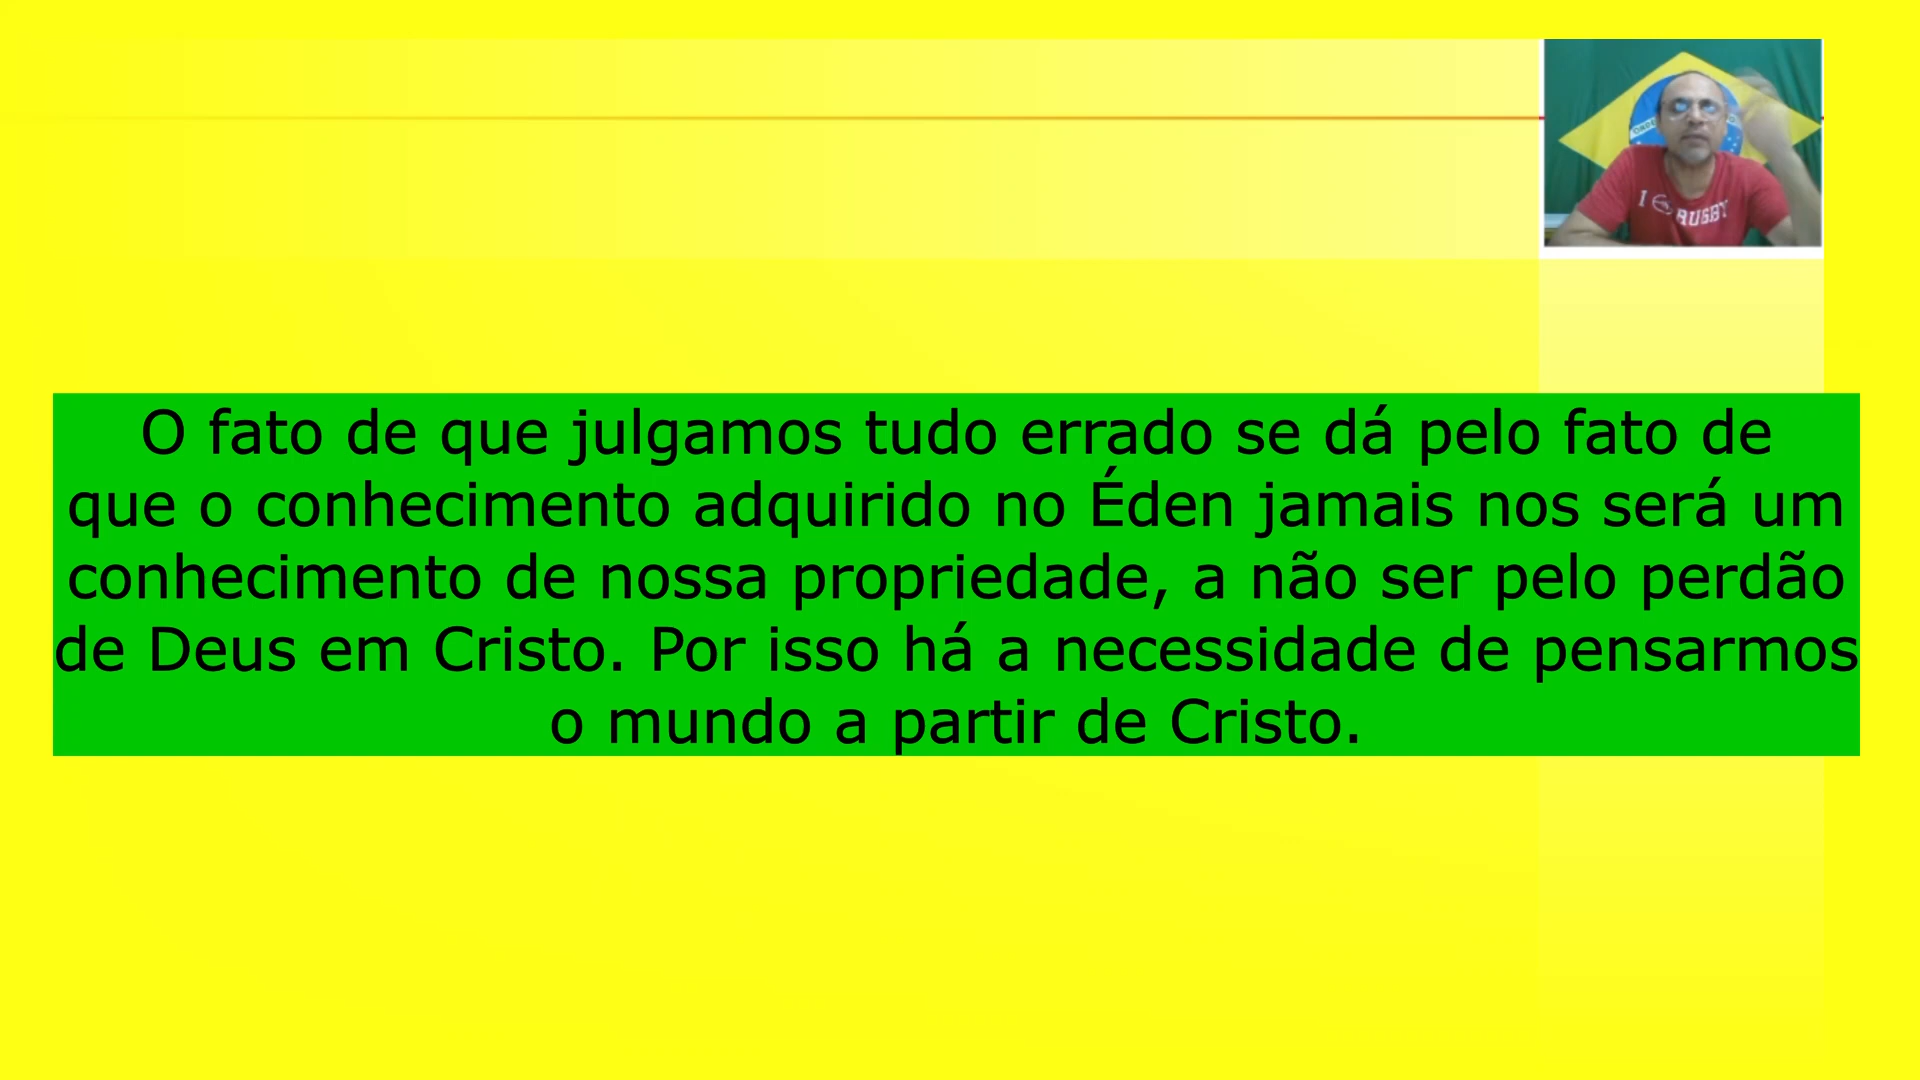 I RUGBY
O fato de que julgamos tudo errado se dá pelo fato de
que o conhecimento adquirido no Éden jamais nos será um
conhecimento de nossa propriedade, a não ser pelo perdão
de Deus em Cristo. Por isso há a necessidade de pensarmos
o mundo a partir de Cristo.